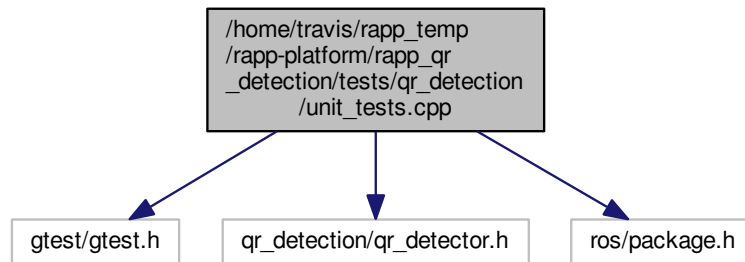 /home/travis/rapp_temp
/rapp-platform/rapp_qr
_detection/tests/qr_detection
/unit_tests.cpp
gtest/gtest.h
qr_detection/qr_detector.h
ros/package.h